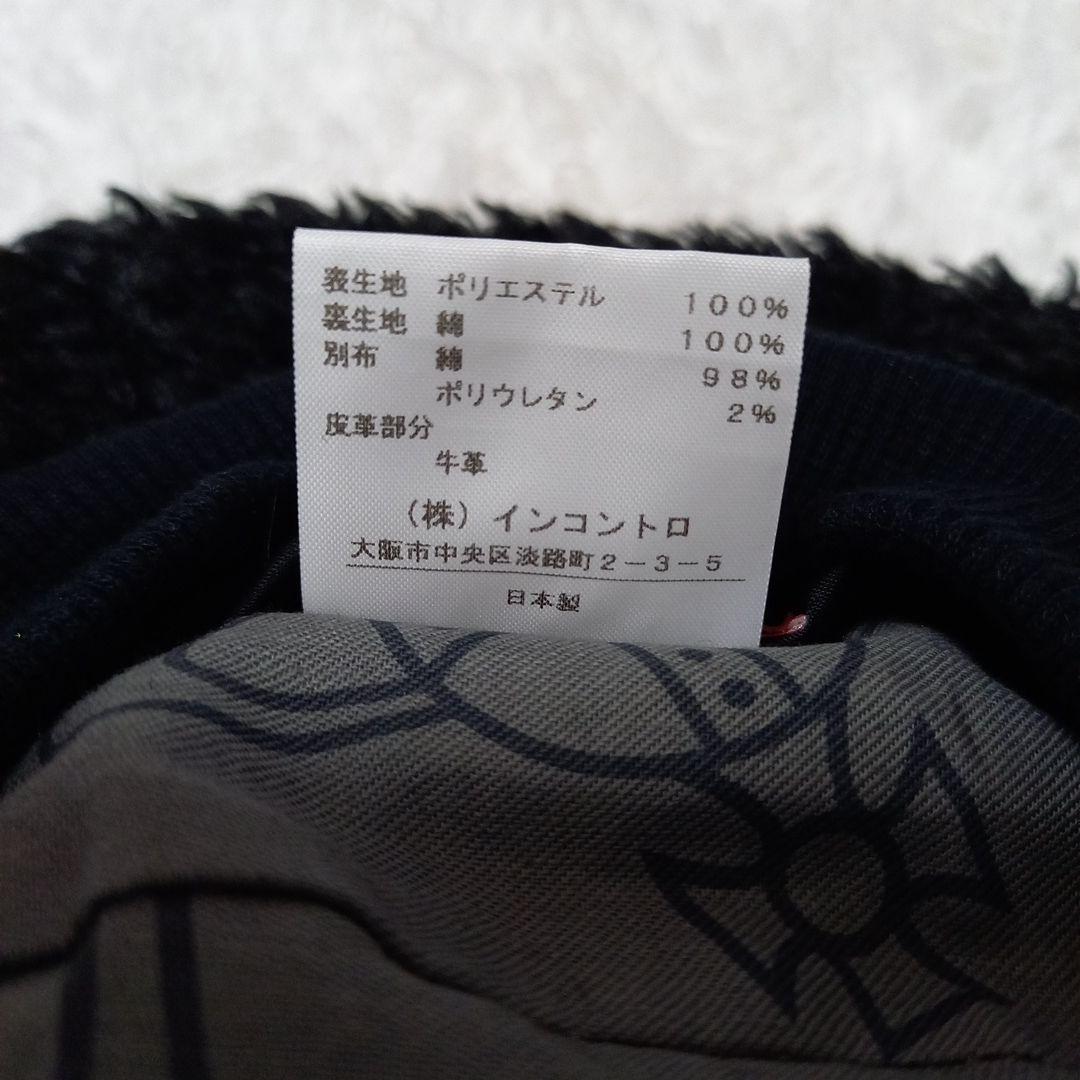 表生地 ポリエステル 100%
裏生地 綿 100%
別布 綿 98%
ポリウレタン 2%
皮革部分
牛革
(株) インコントロ
大阪市中央区淡路町2-3-5
日本製